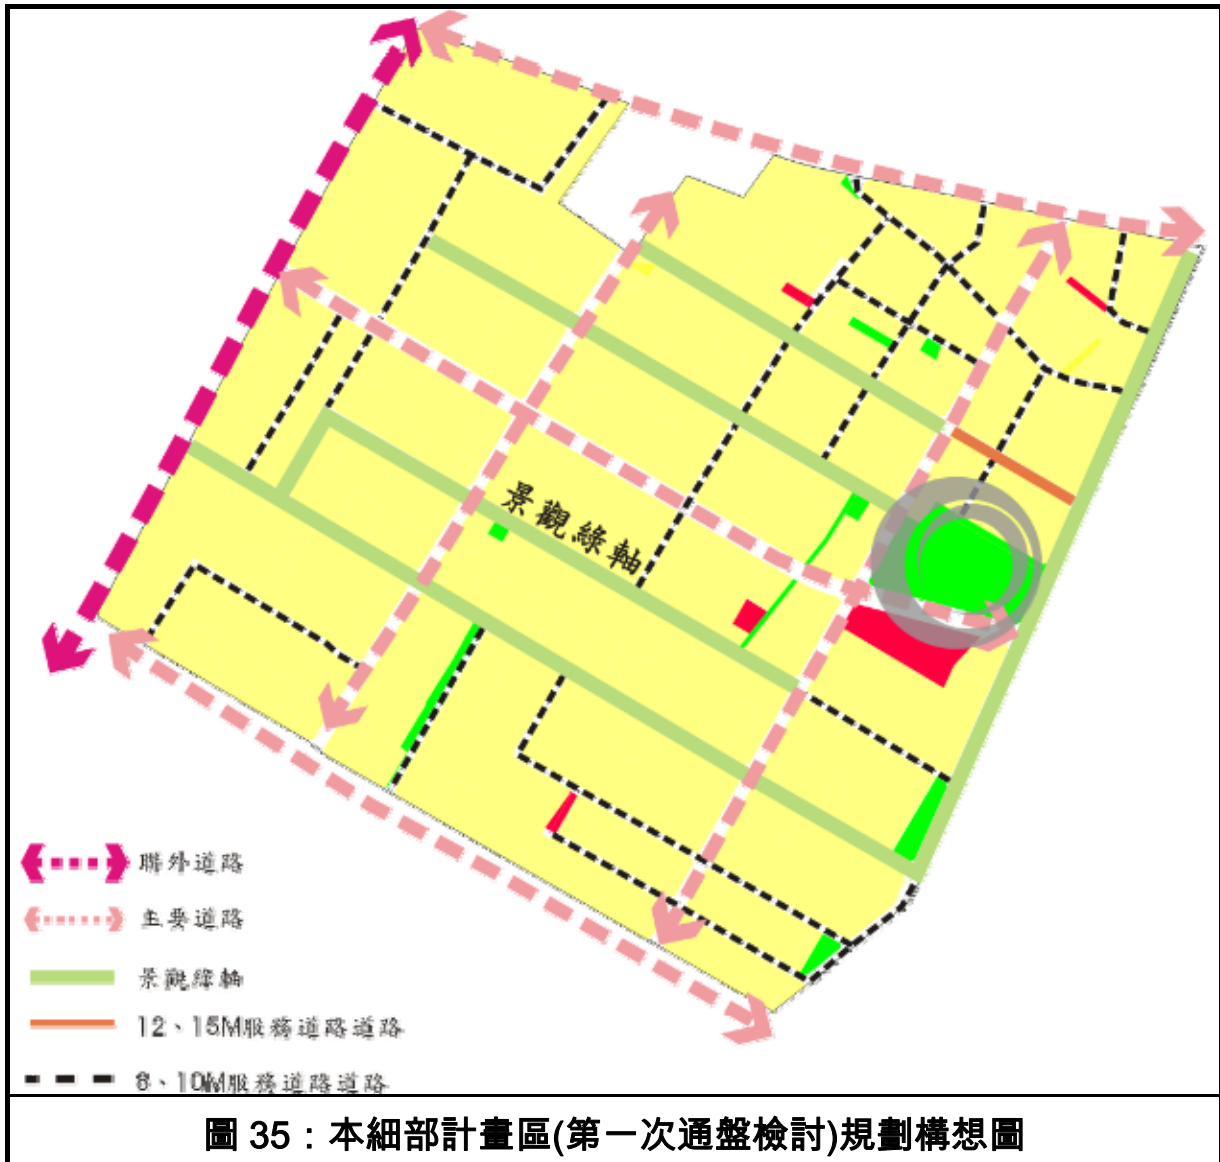 景觀綠軸
聯外道路
主要道路
景觀綠軸
12、15M服務道路道路
8、10M服務道路道路
圖 35：本細部計畫區(第一次通盤檢討)規劃構想圖